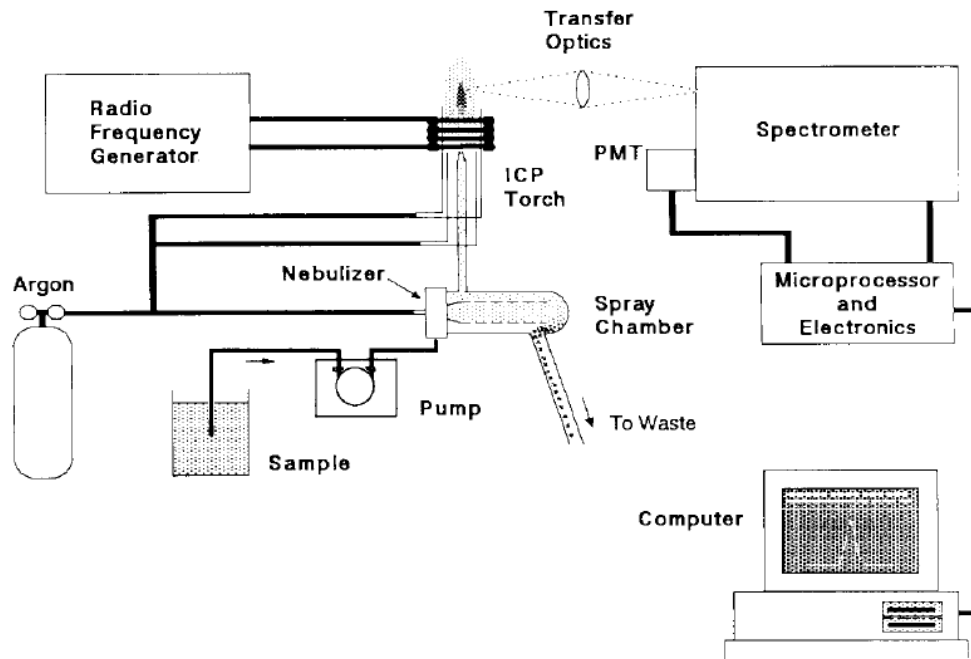 Transfer
Optics
Radio
Frequency
Generator
Spectrometer
PMT
ICP
Torch
Nebulizer
Argon
Spray
Chamber
Microprocessor
and
Electronics
Pump
To Waste
Sample
Computer